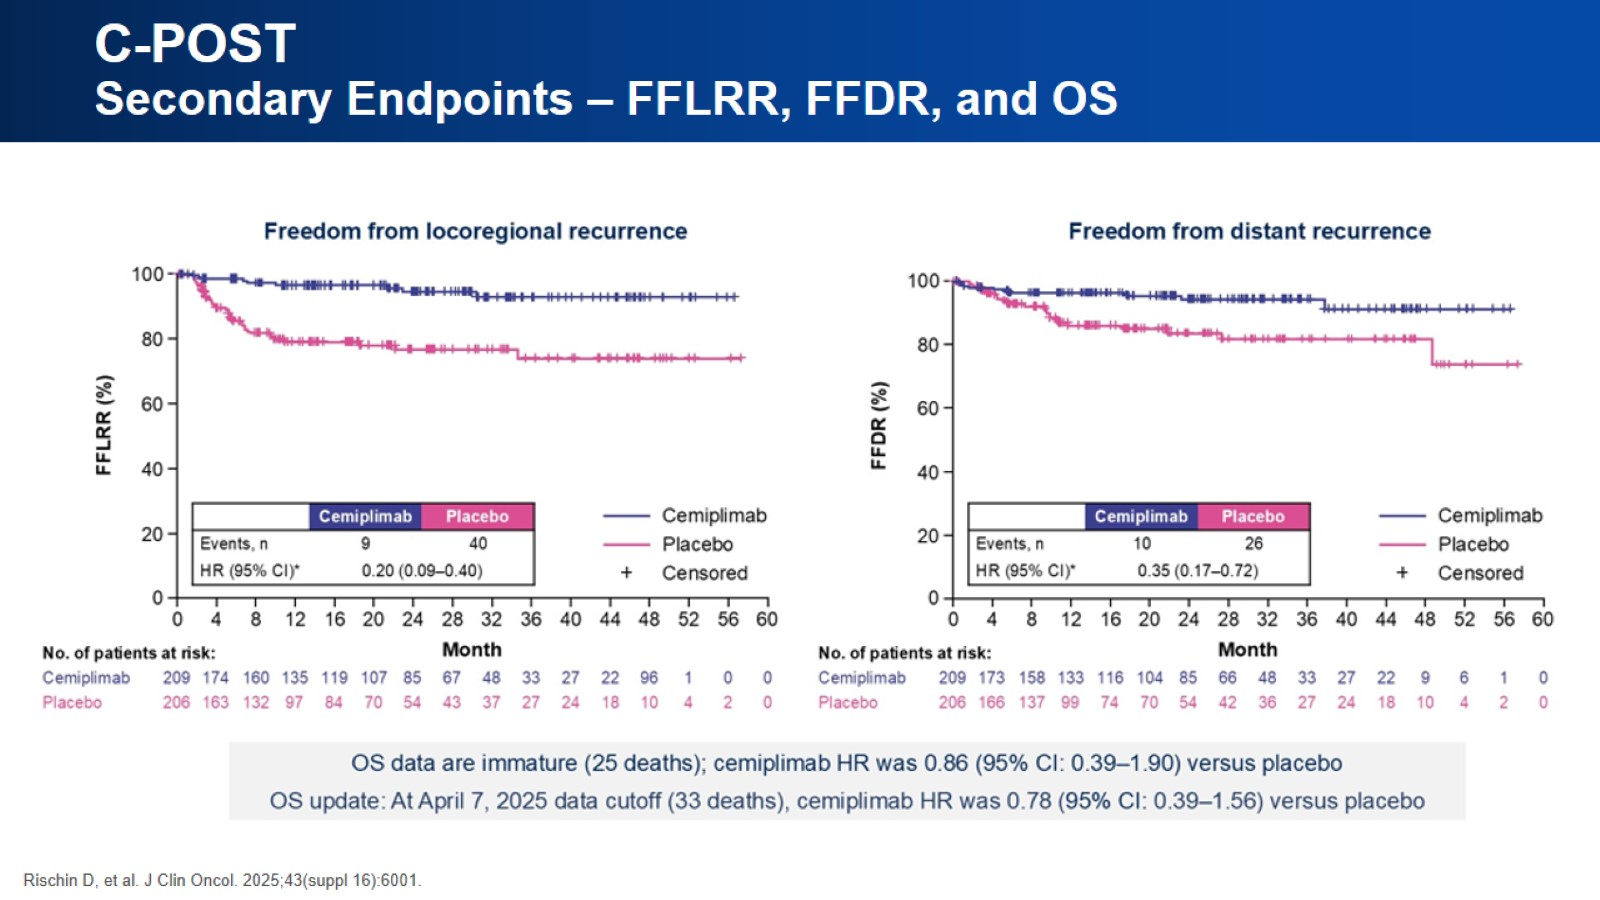 C-POST
Secondary Endpoints – FFLRR, FFDR, and OS
Freedom from locoregional recurrence
FFLRR (%)
100
80
60
40
20
0
Cemiplimab Placebo
Events, n 9 40
HR (95% CI)* 0.20 (0.09–0.40)
Cemiplimab
Placebo
Censored
0 4 8 12 16 20 24 28 32 36 40 44 48 52 56 60
Month
No. of patients at risk:
Cemiplimab 209 174 160 135 119 107 85 67 48 33 27 22 96 1 0 0
Placebo 206 163 132 97 84 70 54 43 37 27 24 18 10 4 2 0
Freedom from distant recurrence
FFDR (%)
100
80
60
40
20
0
Cemiplimab Placebo
Events, n 10 26
HR (95% CI)* 0.35 (0.17–0.72)
Cemiplimab
Placebo
Censored
0 4 8 12 16 20 24 28 32 36 40 44 48 52 56 60
Month
No. of patients at risk:
Cemiplimab 209 173 158 133 116 104 85 66 48 33 27 22 9 6 1 0
Placebo 206 166 137 99 74 70 54 42 36 27 24 18 10 4 2 0
OS data are immature (25 deaths); cemiplimab HR was 0.86 (95% CI: 0.39–1.90) versus placebo
OS update: At April 7, 2025 data cutoff (33 deaths), cemiplimab HR was 0.78 (95% CI: 0.39–1.56) versus placebo
Rischin D, et al. J Clin Oncol. 2025;43(suppl 16):6001.